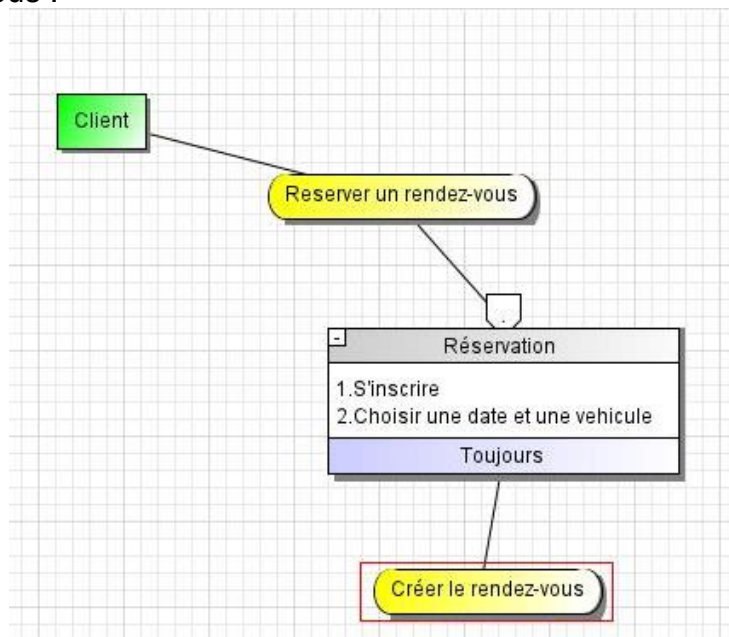 Client
Reserver un rendez-vous
.
-
Réservation
1.S'inscrire
2.Choisir une date et une vehicule
Toujours
Créer le rendez-vous